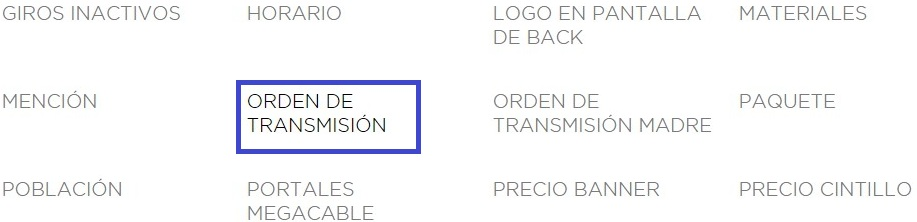 GIROS INACTIVOS
HORARIO
LOGO EN PANTALLA
DE BACK
MATERIALES
MENCIÓN
ORDEN DE
TRANSMISIÓN
ORDEN DE
TRANSMISIÓN MADRE
PAQUETE
POBLACIÓN
PORTALES
MEGACABLE
PRECIO BANNER
PRECIO CINTILLO